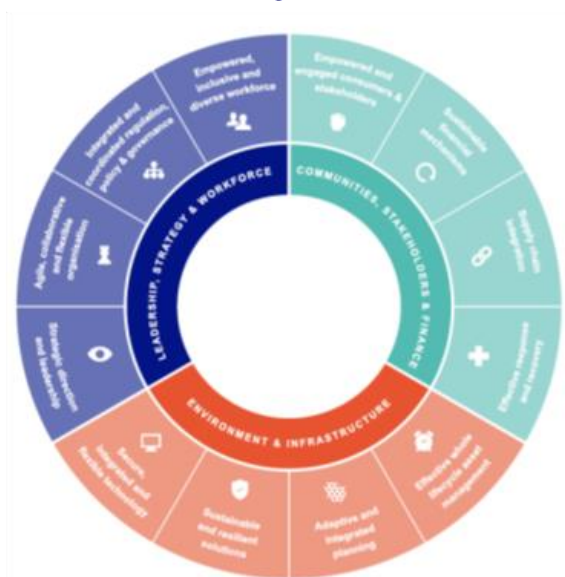 Empowered,
inclusive and
diverse workforce
Empowered and
engaged consumers &
stakeholders
Sustainable
financial
mechanisms
Supply chain
integration
Effective response
and recovery
Effective whole
lifecycle asset
management
Adaptive and
integrated
planning
Sustainable
and resilient
solutions
Secure,
integrated and
flexible technology
Strategic direction
and leadership
Agile, collaborative
and flexible
organisation
Integrated and
coordinated regulation,
policy & governance
LEADERSHIP, STRATEGY & WORKFORCE
COMMUNITIES, STAKEHOLDERS & FINANCE
ENVIRONMENT & INFRASTRUCTURE